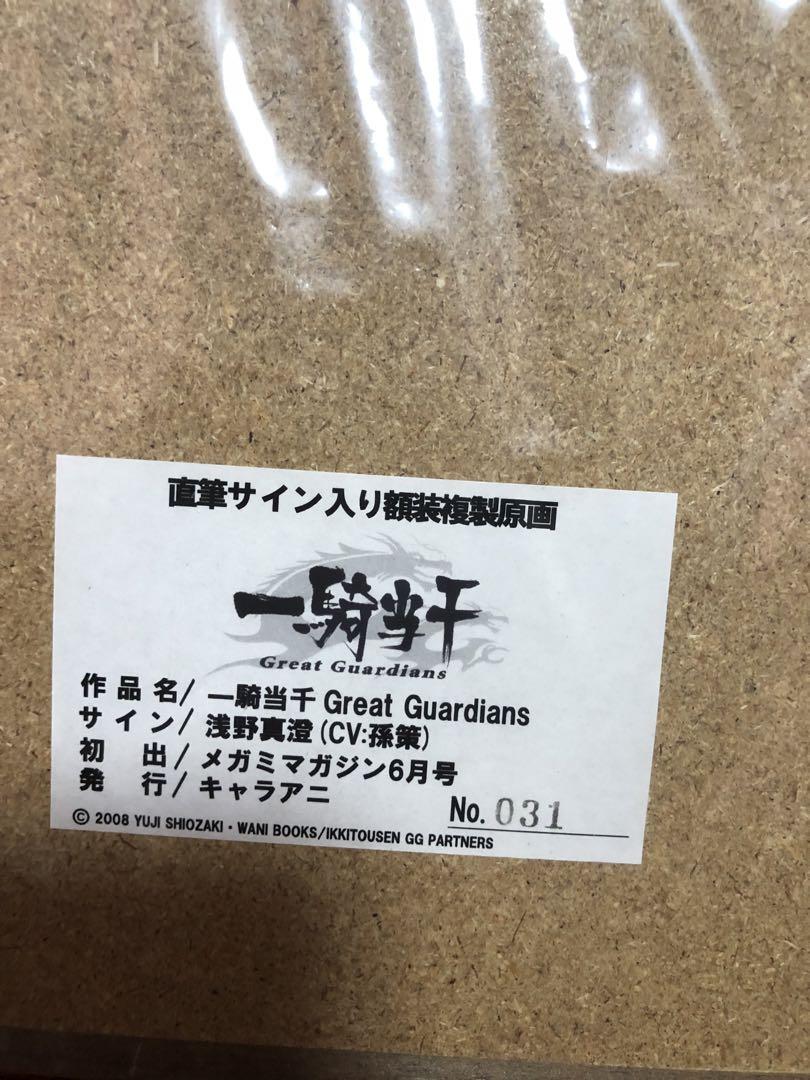 直筆サイン入り額装複製原画
一騎当千
Great Guardians
作品名/ 一騎当千 Great Guardians
サイン/ 浅野真澄(CV:孫策)
初出/ メガミマガジン6月号
発行/ キャラアニ
No. 031
© 2008 YUJI SHIOZAKI・WANI BOOKS/IKKITOUSEN GG PARTNERS